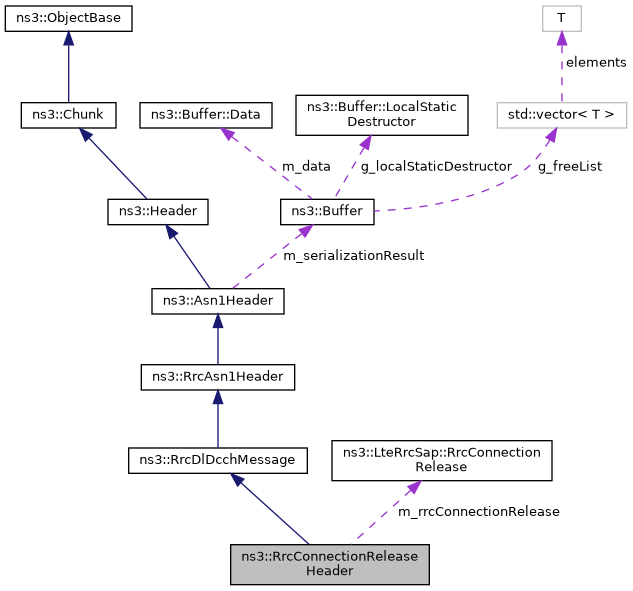 ns3::ObjectBase
T
elements
ns3::Chunk
ns3::Buffer::Data
ns3::Buffer::LocalStatic
Destructor
std::vector< T >
m_data
g_localStaticDestructor
g_freeList
ns3::Header
ns3::Buffer
m_serializationResult
ns3::Asn1Header
ns3::RrcAsn1Header
ns3::RrcDlDcchMessage
ns3::LteRrcSap::RrcConnection
Release
m_rrcConnectionRelease
ns3::RrcConnectionRelease
Header